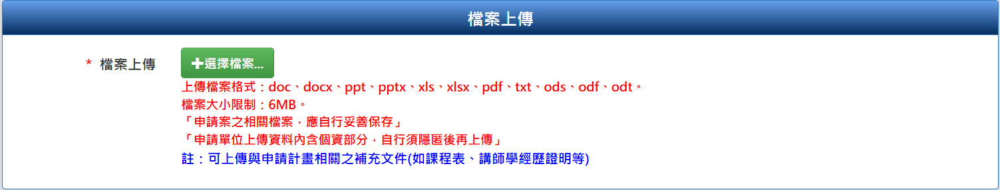 檔案上傳
* 檔案上傳
✚選擇檔案...
上傳檔案格式：doc、docx、ppt、pptx、xls、xlsx、pdf、txt、ods、odf、odt。
檔案大小限制：6MB。
「申請案之相關檔案，應自行妥善保存」
「申請單位上傳資料內含個資部分，自行須隱匿後再上傳」
註：可上傳與申請計畫相關之補充文件(如課程表、講師學經歷證明等)